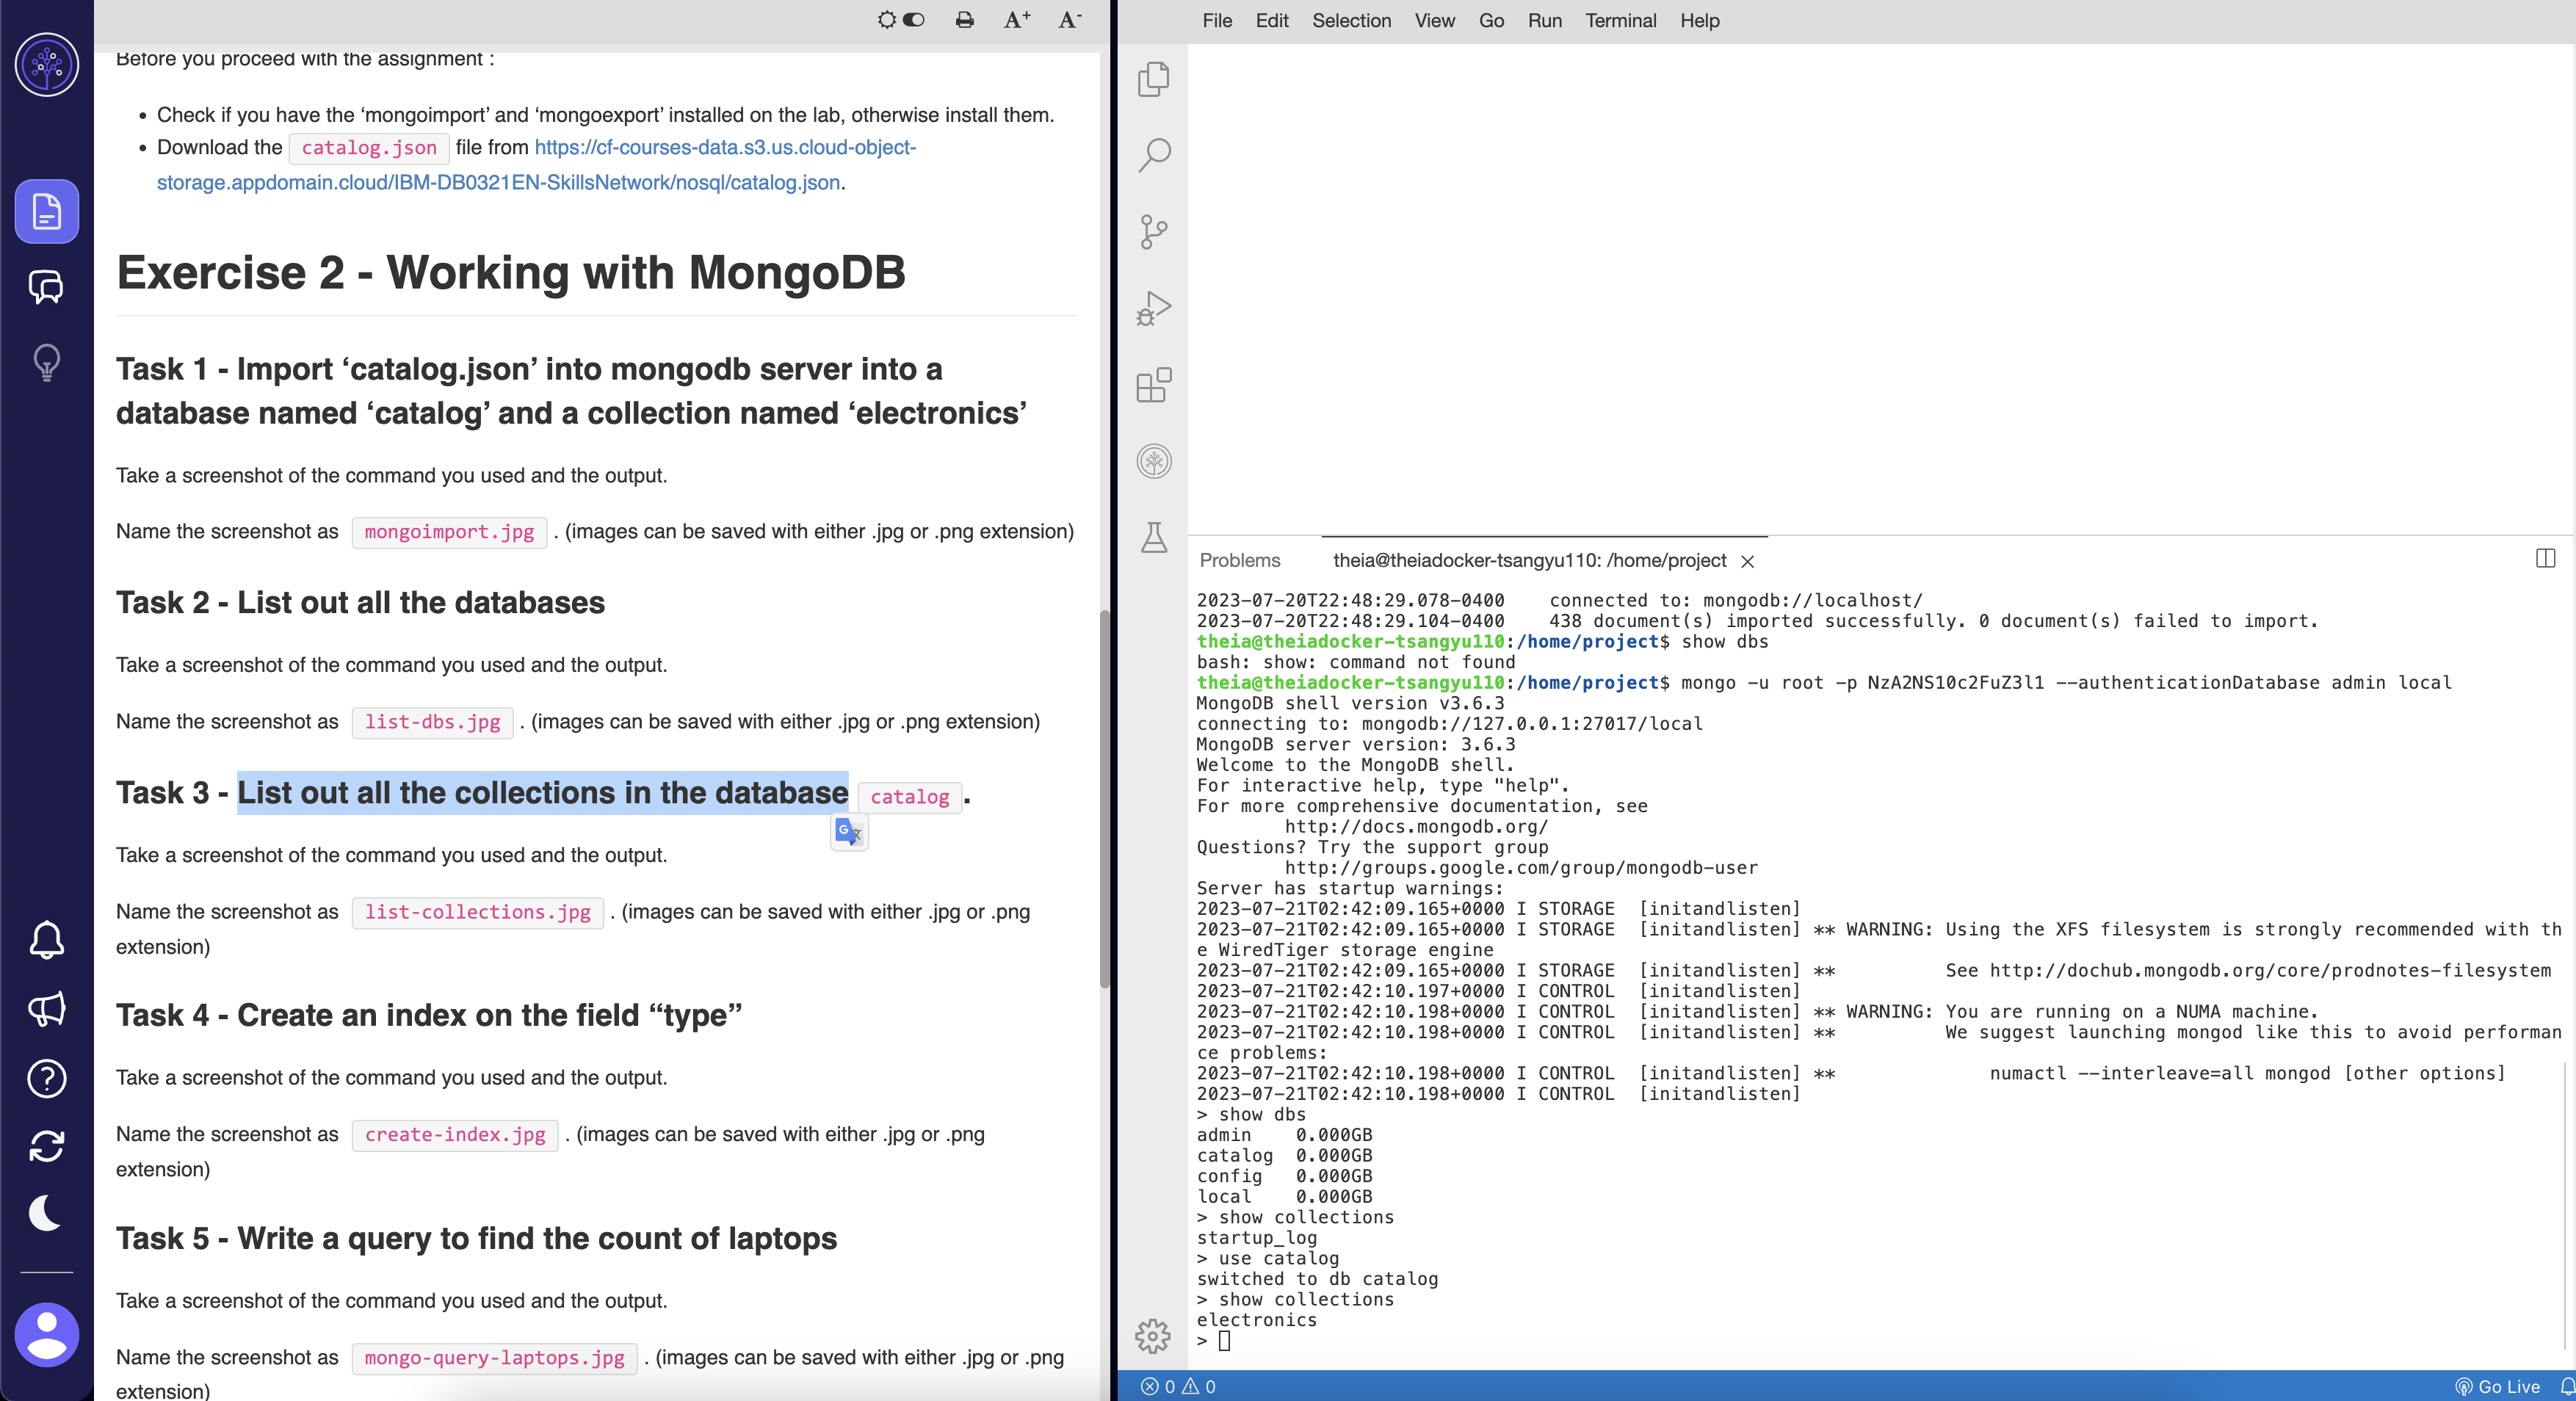 A+ A-
Before you proceed with the assignment :
• Check if you have the ‘mongoimport’ and ‘mongoexport’ installed on the lab, otherwise install them.
• Download the catalog.json file from https://cf-courses-data.s3.us.cloud-object-
storage.appdomain.cloud/IBM-DB0321EN-SkillsNetwork/nosql/catalog.json.
Exercise 2 - Working with MongoDB
Task 1 - Import ‘catalog.json’ into mongodb server into a
database named ‘catalog’ and a collection named ‘electronics’
Take a screenshot of the command you used and the output.
Name the screenshot as mongoimport.jpg . (images can be saved with either .jpg or .png extension)
Task 2 - List out all the databases
Take a screenshot of the command you used and the output.
Name the screenshot as list-dbs.jpg . (images can be saved with either .jpg or .png extension)
Task 3 - List out all the collections in the database catalog .
Take a screenshot of the command you used and the output.
Name the screenshot as list-collections.jpg . (images can be saved with either .jpg or .png
extension)
Task 4 - Create an index on the field “type”
Take a screenshot of the command you used and the output.
Name the screenshot as create-index.jpg . (images can be saved with either .jpg or .png
extension)
Task 5 - Write a query to find the count of laptops
Take a screenshot of the command you used and the output.
Name the screenshot as mongo-query-laptops.jpg . (images can be saved with either .jpg or .png
extension)
File Edit Selection View Go Run Terminal Help
Problems theia@theiadocker-tsangyu110: /home/project
2023-07-20T22:48:29.078-0400    connected to: mongodb://localhost/
2023-07-20T22:48:29.104-0400    438 document(s) imported successfully. 0 document(s) failed to import.
theia@theiadocker-tsangyu110:/home/project$ show dbs
bash: show: command not found
theia@theiadocker-tsangyu110:/home/project$ mongo -u root -p NzA2NS10c2FuZ3l1 --authenticationDatabase admin local
MongoDB shell version v3.6.3
connecting to: mongodb://127.0.0.1:27017/local
MongoDB server version: 3.6.3
Welcome to the MongoDB shell.
For interactive help, type "help".
For more comprehensive documentation, see
        http://docs.mongodb.org/
Questions? Try the support group
        http://groups.google.com/group/mongodb-user
Server has startup warnings:
2023-07-21T02:42:09.165+0000 I STORAGE  [initandlisten]
2023-07-21T02:42:09.165+0000 I STORAGE  [initandlisten] ** WARNING: Using the XFS filesystem is strongly recommended with th
e WiredTiger storage engine
2023-07-21T02:42:09.165+0000 I STORAGE  [initandlisten] **          See http://dochub.mongodb.org/core/prodnotes-filesystem
2023-07-21T02:42:10.197+0000 I CONTROL  [initandlisten]
2023-07-21T02:42:10.198+0000 I CONTROL  [initandlisten] ** WARNING: You are running on a NUMA machine.
2023-07-21T02:42:10.198+0000 I CONTROL  [initandlisten] **          We suggest launching mongod like this to avoid performan
ce problems:
2023-07-21T02:42:10.198+0000 I CONTROL  [initandlisten] **              numactl --interleave=all mongod [other options]
2023-07-21T02:42:10.198+0000 I CONTROL  [initandlisten]
> show dbs
admin    0.000GB
catalog  0.000GB
config   0.000GB
local    0.000GB
> show collections
startup_log
> use catalog
switched to db catalog
> show collections
electronics
>
0 0 Go Live